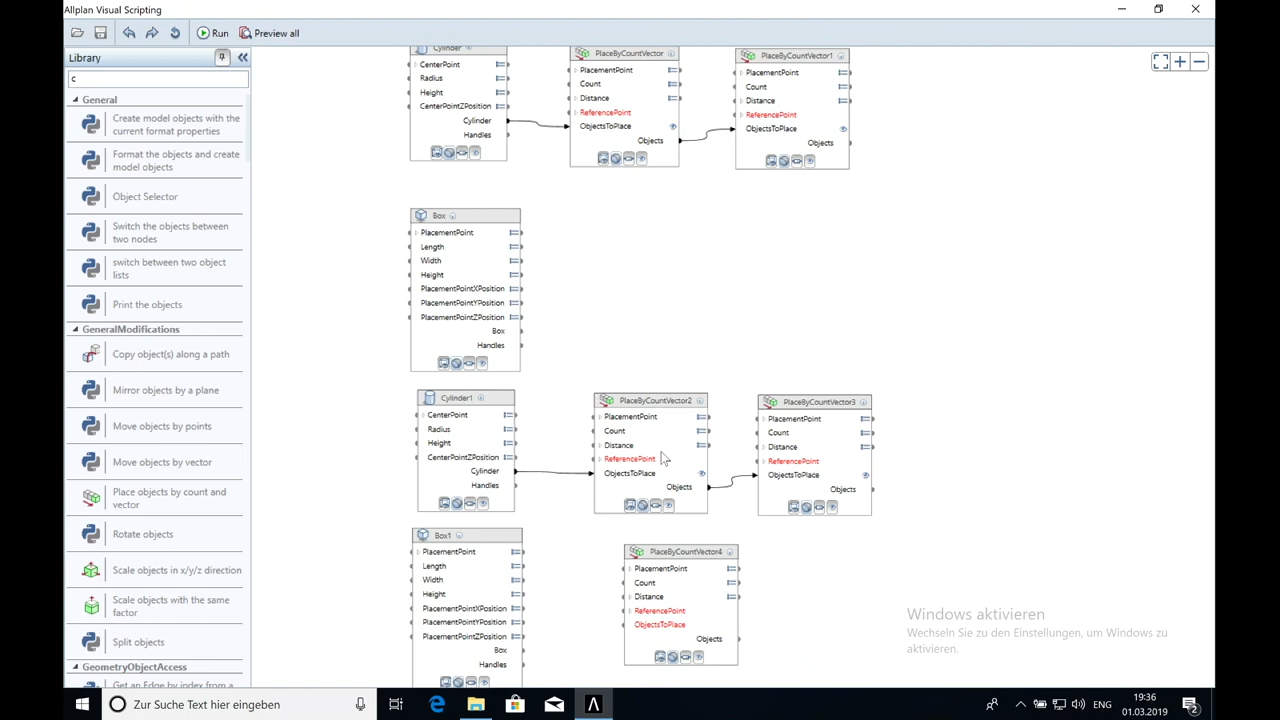 Allplan Visual Scripting
Run
Preview all
Library
c
General
Create model objects with the
current format properties
Format the objects and create
model objects
Object Selector
Switch the objects between
two nodes
switch between two object
lists
Print the objects
GeneralModifications
Copy object(s) along a path
Mirror objects by a plane
Move objects by points
Move objects by vector
Place objects by count and
vector
Rotate objects
Scale objects in x/y/z direction
Scale objects with the same
factor
Split objects
GeometryObjectAccess
Get an Edge by index from a
Cylinder
CenterPoint
Radius
Height
CenterPointZPosition
Cylinder
Handles
PlaceByCountVector
PlacementPoint
Count
Distance
ReferencePoint
ObjectsToPlace
Objects
PlaceByCountVector1
PlacementPoint
Count
Distance
ReferencePoint
ObjectsToPlace
Objects
Box
PlacementPoint
Length
Width
Height
PlacementPointXPosition
PlacementPointYPosition
PlacementPointZPosition
Box
Handles
Cylinder1
CenterPoint
Radius
Height
CenterPointZPosition
Cylinder
Handles
PlaceByCountVector2
PlacementPoint
Count
Distance
ReferencePoint
ObjectsToPlace
Objects
PlaceByCountVector3
PlacementPoint
Count
Distance
ReferencePoint
ObjectsToPlace
Objects
Box1
PlacementPoint
Length
Width
Height
PlacementPointXPosition
PlacementPointYPosition
PlacementPointZPosition
Box
Handles
PlaceByCountVector4
PlacementPoint
Count
Distance
ReferencePoint
ObjectsToPlace
Objects
Windows aktivieren
Wechseln Sie zu den Einstellungen, um Windows zu
aktivieren.
Zur Suche Text hier eingeben
ENG
19:36
01.03.2019
2